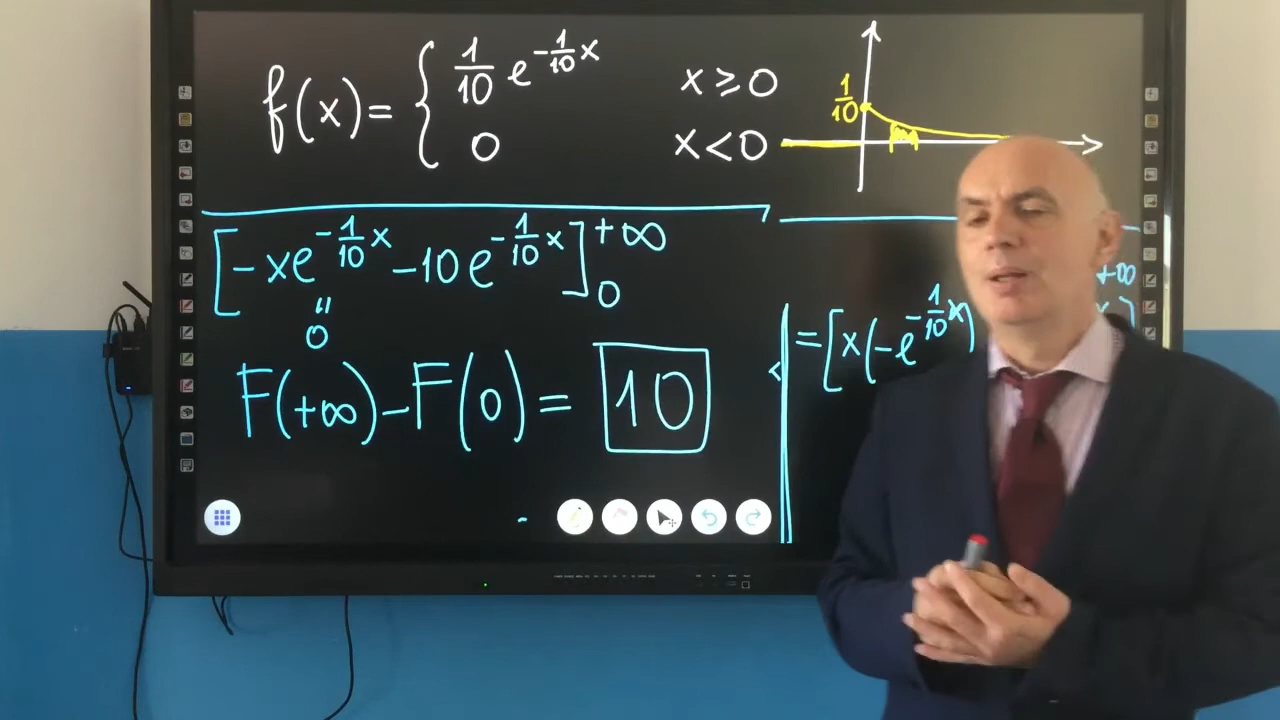 f(x) = { 1/10 e^{-1/10 x}   x ≥ 0
0   x < 0
1/10
[-xe^{-1/10 x} - 10e^{-1/10 x}]_0^{+∞}
"
0
F(+∞) - F(0) = 10
+∞
= [x(-e^{-1/10 x})